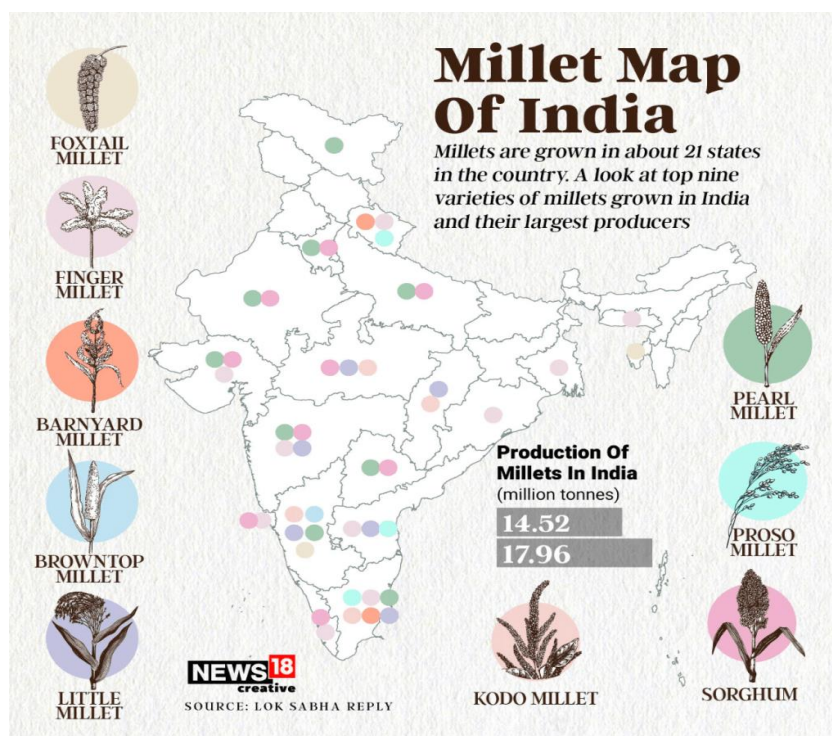 Millet Map
Of India
Millets are grown in about 21 states
in the country. A look at top nine
varieties of millets grown in India
and their largest producers
FOXTAIL
MILLET
FINGER
MILLET
BARNYARD
MILLET
BROWNTOP
MILLET
LITTLE
MILLET
PEARL
MILLET
PROSO
MILLET
SORGHUM
KODO MILLET
Production Of
Millets In India
(million tonnes)
14.52
17.96
NEWS18
creative
SOURCE: LOK SABHA REPLY